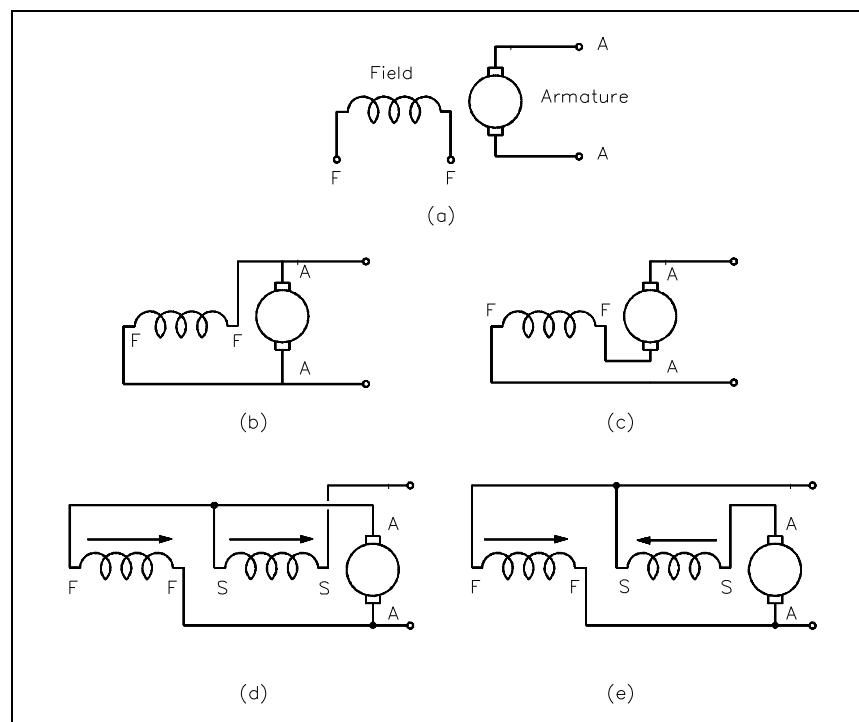 A
Field
Armature
F F A
(a)
A A
F F F F
A A
(b) (c)
A A
F F S S F F S S
A A
(d) (e)